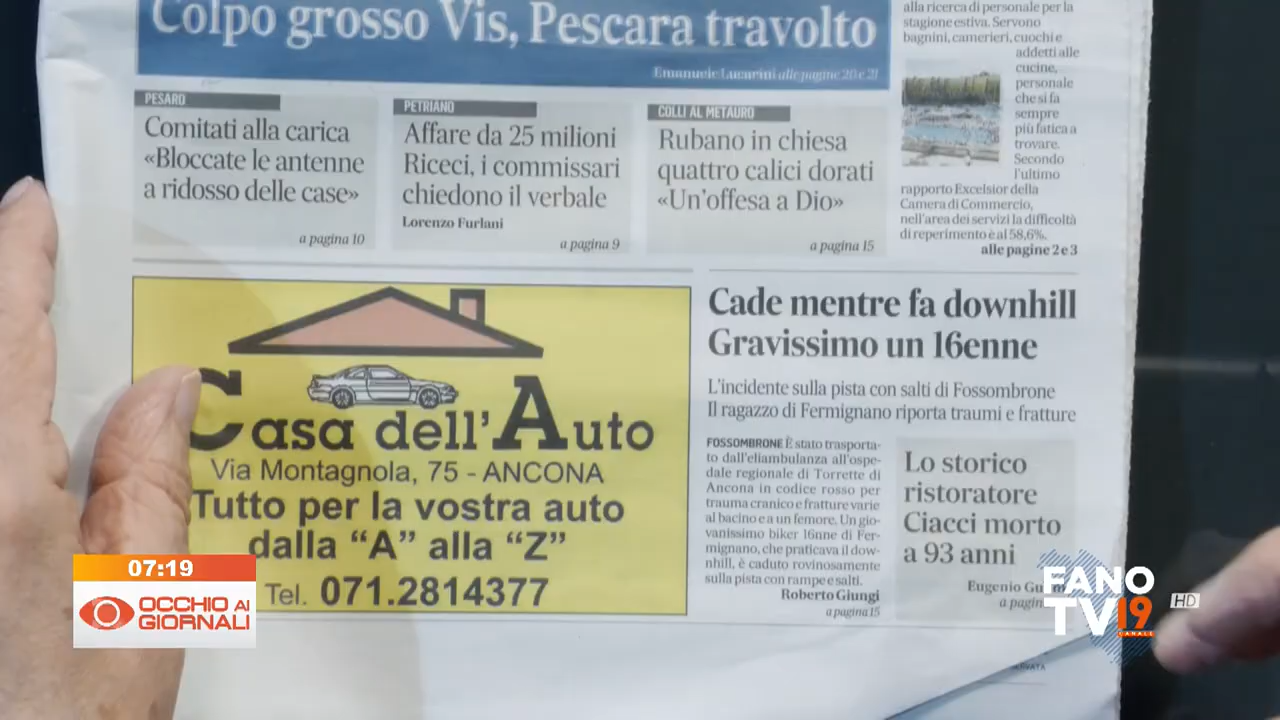 Colpo grosso Vis, Pescara travolto
Emanuele Lucarini alle pagine 20 e 21
PESARO
Comitati alla carica
«Bloccate le antenne
a ridosso delle case»
a pagina 10
PETRIANO
Affare da 25 milioni
Riceci, i commissari
chiedono il verbale
Lorenzo Furlani
a pagina 9
COLLI AL METAURO
Rubano in chiesa
quattro calici dorati
«Un'offesa a Dio»
a pagina 15
alla ricerca di personale per la
stagione estiva. Servono
bagnini, camerieri, cuochi e
addetti alle
cucine,
personale
che si fa
sempre
più fatica a
trovare.
Secondo
l'ultimo
rapporto Excelsior della
Camera di Commercio,
nell'area dei servizi la difficoltà
di reperimento è al 58,6%.
alle pagine 2 e 3
Casa dell'Auto
Via Montagnola, 75 - ANCONA
Tutto per la vostra auto
dalla “A” alla “Z”
Tel. 071.2814377
Cade mentre fa downhill
Gravissimo un 16enne
L'incidente sulla pista con salti di Fossombrone
Il ragazzo di Fermignano riporta traumi e fratture
FOSSOMBRONE È stato trasporta-
to dall'eliambulanza all'ospe-
dale regionale di Torrette di
Ancona in codice rosso per
trauma cranico e fratture varie
al bacino e a un femore. Un gio-
vanissimo biker 16nne di Fer-
mignano, che praticava il dow-
nhill, è caduto rovinosamente
sulla pista con rampe e salti.
Roberto Giungi
a pagina 15
Lo storico
ristoratore
Ciacci morto
a 93 anni
Eugenio
a
07:19
OCCHIO AI
GIORNALI
FANO
TV 19
CANALE
HD